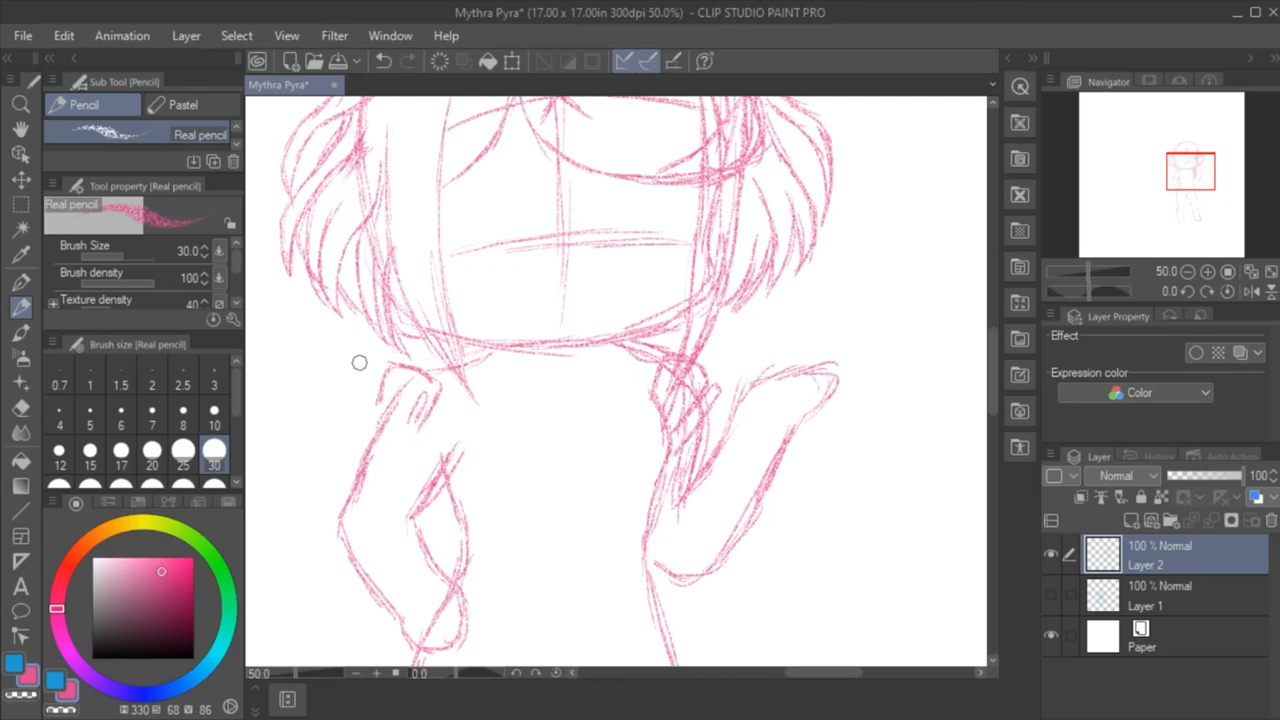 Mythra Pyra* (17.00 x 17.00in 300dpi 50.0%)  - CLIP STUDIO PAINT PRO
File Edit Animation Layer Select View Filter Window Help
Mythra Pyra*
Sub Tool [Pencil]
Pencil Pastel
Real pencil
Tool property [Real pencil]
Real pencil
Brush Size 30.0
Brush density 100
Texture density 40
Brush size [Real pencil]
0.7 1 1.5 2 2.5 3
4 5 6 7 8 10
12 15 17 20 25 30
330 68 V 86
50.0 0.0
Navigator
50.0
0.0
Layer Property
Effect
Expression color
Color
Layer History Auto Action
Normal 100
100 % Normal
Layer 2
100 % Normal
Layer 1
Paper